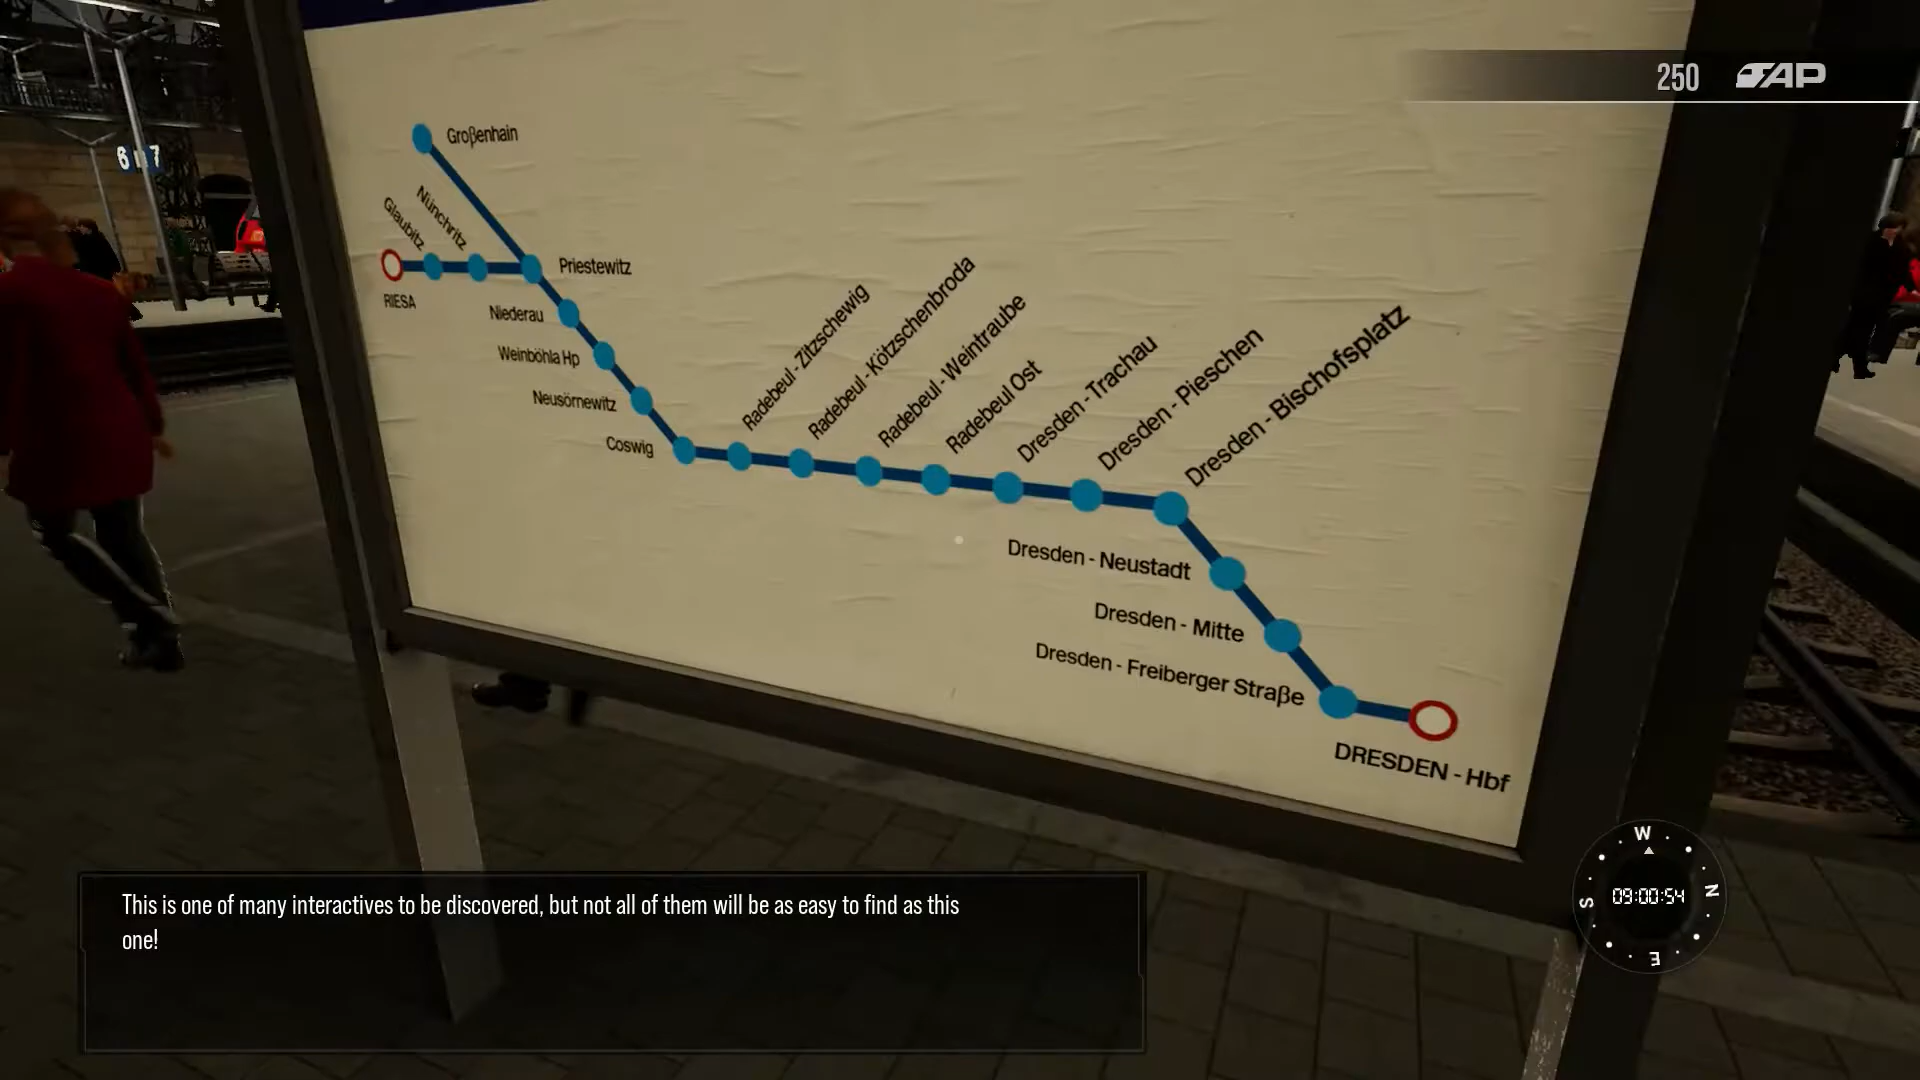 250 TAP
6 7
Großenhain
Nünchritz
Glaubitz
RIESA
Priestewitz
Niederau
Weinböhla Hp
Neusörnewitz
Coswig
Radebeul - Zitzschewig
Radebeul - Kötzschenbroda
Radebeul - Weintraube
Radebeul Ost
Dresden - Trachau
Dresden - Pieschen
Dresden - Bischofsplatz
Dresden - Neustadt
Dresden - Mitte
Dresden - Freiberger Straße
DRESDEN - Hbf
This is one of many interactives to be discovered, but not all of them will be as easy to find as this
one!
W
N
S
E
09:00:54